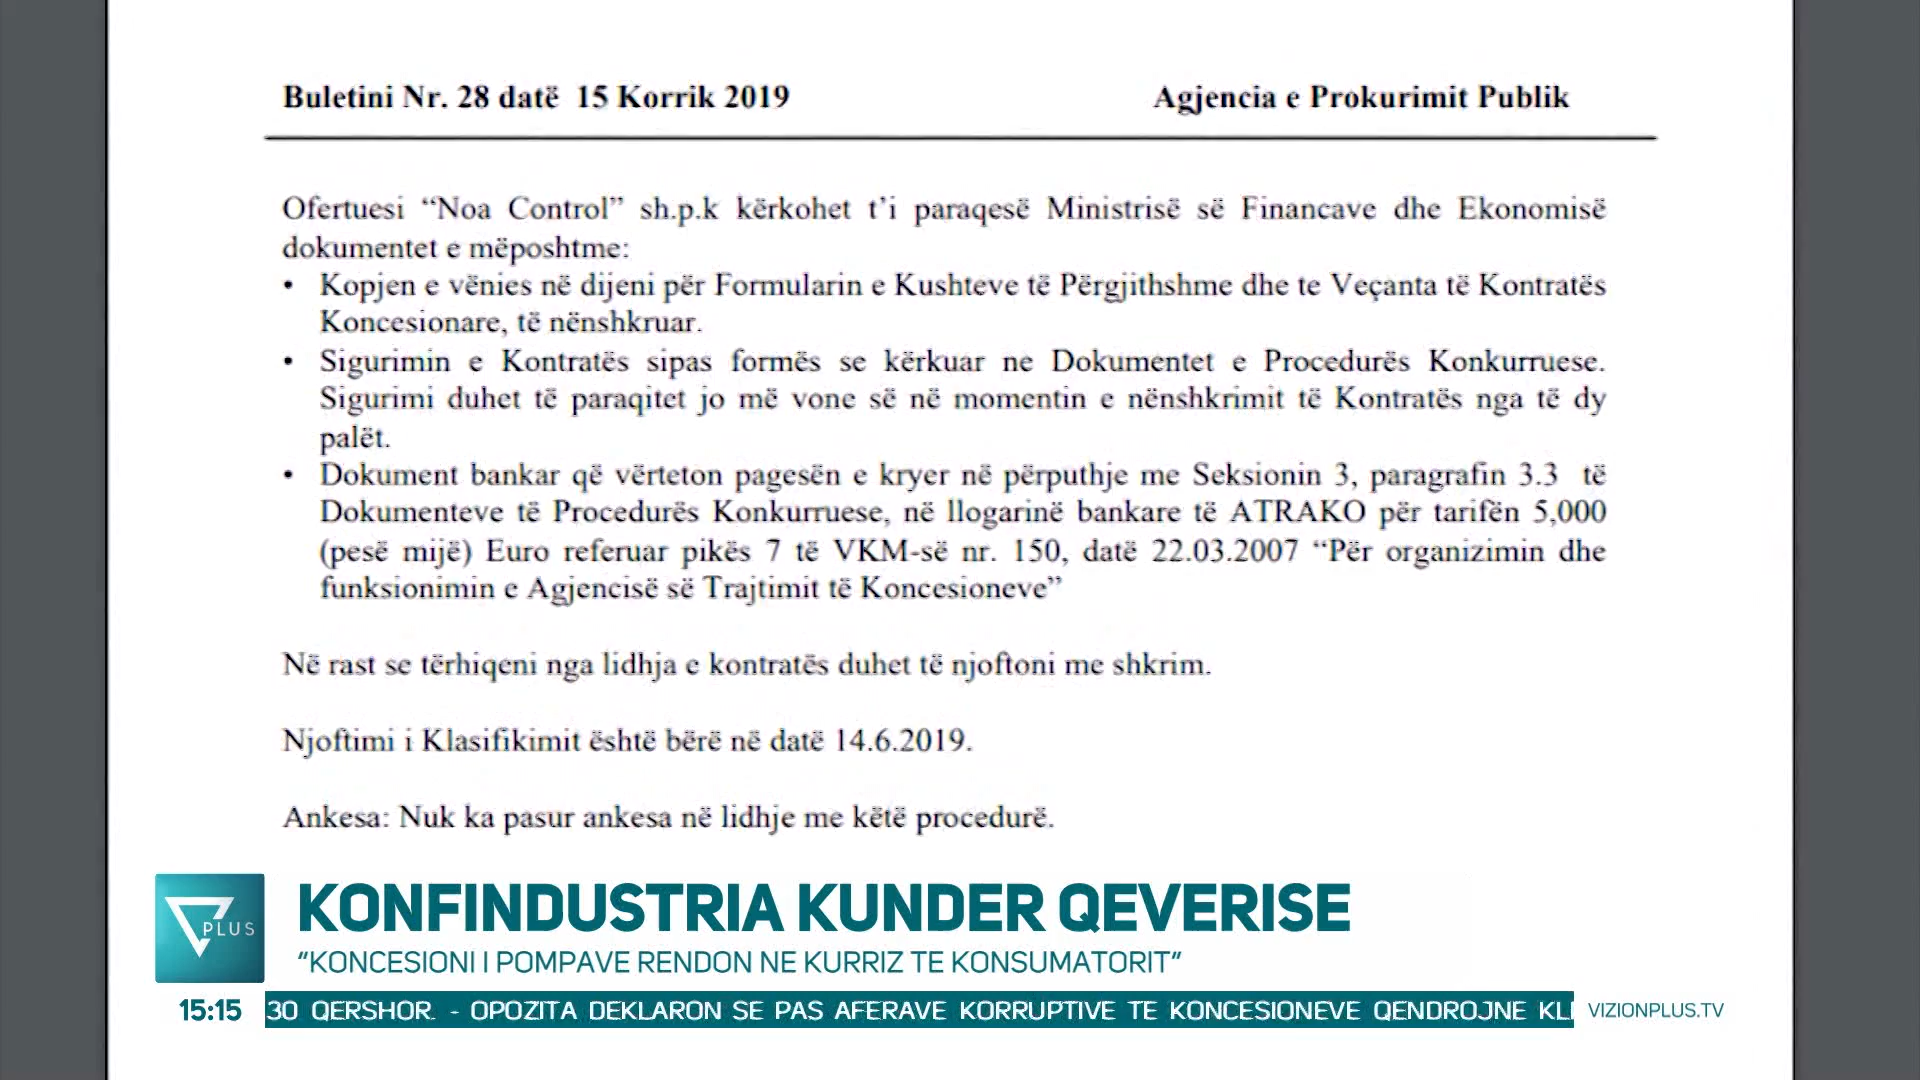 Buletini Nr. 28 datë 15 Korrik 2019 Agjencia e Prokurimit Publik
Ofertuesi “Noa Control” sh.p.k kërkohet t’i paraqesë Ministrisë së Financave dhe Ekonomisë
dokumentet e mëposhtme:
• Kopjen e vënies në dijeni për Formularin e Kushteve të Përgjithshme dhe te Veçanta të Kontratës
Koncesionare, të nënshkruar.
• Sigurimin e Kontratës sipas formës se kërkuar ne Dokumentet e Procedurës Konkurruese.
Sigurimi duhet të paraqitet jo më vone së në momentin e nënshkrimit të Kontratës nga të dy
palët.
• Dokument bankar që vërteton pagesën e kryer në përputhje me Seksionin 3, paragrafin 3.3 të
Dokumenteve të Procedurës Konkurruese, në llogarinë bankare të ATRAKO për tarifën 5,000
(pesë mijë) Euro referuar pikës 7 të VKM-së nr. 150, datë 22.03.2007 “Për organizimin dhe
funksionimin e Agjencisë së Trajtimit të Koncesioneve”
Në rast se tërhiqeni nga lidhja e kontratës duhet të njoftoni me shkrim.
Njoftimi i Klasifikimit është bërë në datë 14.6.2019.
Ankesa: Nuk ka pasur ankesa në lidhje me këtë procedurë.
PLUS
KONFINDUSTRIA KUNDER QEVERISE
“KONCESIONI I POMPAVE RENDON NE KURRIZ TE KONSUMATORIT”
15:15 30 QERSHOR. - OPOZITA DEKLARON SE PAS AFERAVE KORRUPTIVE TE KONCESIONEVE QENDROJNE VIZIONPLUS.TV